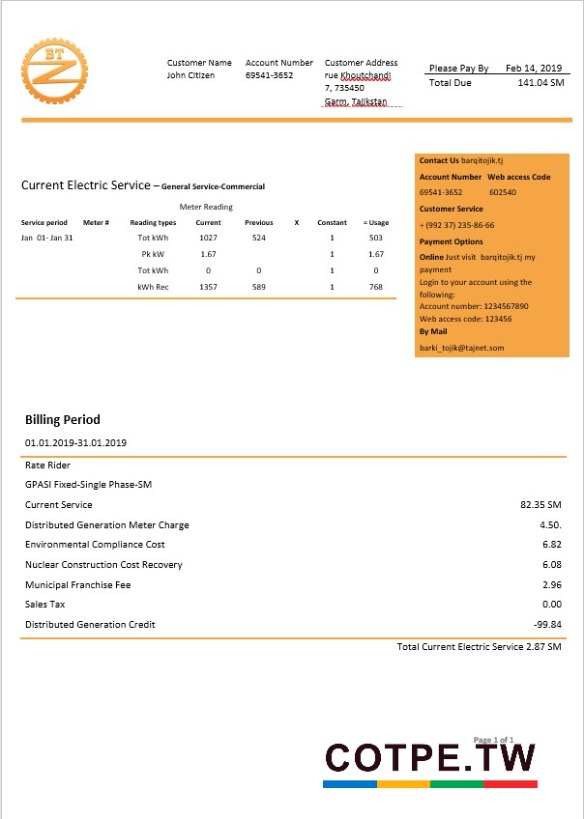 BT
Customer Name Account Number Customer Address
John Citizen 69541-3652 rue Khoutchandi
7, 735450
Garm, Tajikstan
Please Pay By Feb 14, 2019
Total Due 141.04 SM
Contact Us barqitojik.tj
Account Number Web access Code
69541-3652 602540
Customer Service
+ (992 37) 235-86-66
Payment Options
Online Just visit barqitojik.tj my
payment
Login to your account using the
following:
Account number: 1234567890
Web access code: 123456
By Mail
barki_tojik@tajnet.som
Current Electric Service – General Service-Commercial
Meter Reading
Service period Meter # Reading types Current Previous X Constant = Usage
Jan 01- Jan 31 Tot kWh 1027 524 1 503
Pk kW 1.67 1 1.67
Tot kWh 0 0 1 0
kWh Rec 1357 589 1 768
Billing Period
01.01.2019-31.01.2019
Rate Rider
GPASI Fixed-Single Phase-SM
Current Service 82.35 SM
Distributed Generation Meter Charge 4.50.
Environmental Compliance Cost 6.82
Nuclear Construction Cost Recovery 6.08
Municipal Franchise Fee 2.96
Sales Tax 0.00
Distributed Generation Credit -99.84
Total Current Electric Service 2.87 SM
Page 1 of 1
COTPE.TW